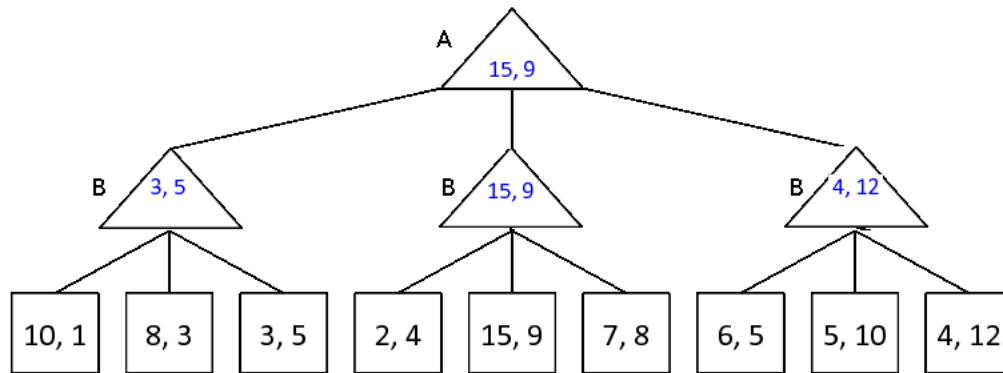 A
15, 9
B 3, 5 B 15, 9 B 4, 12
10, 1 8, 3 3, 5 2, 4 15, 9 7, 8 6, 5 5, 10 4, 12